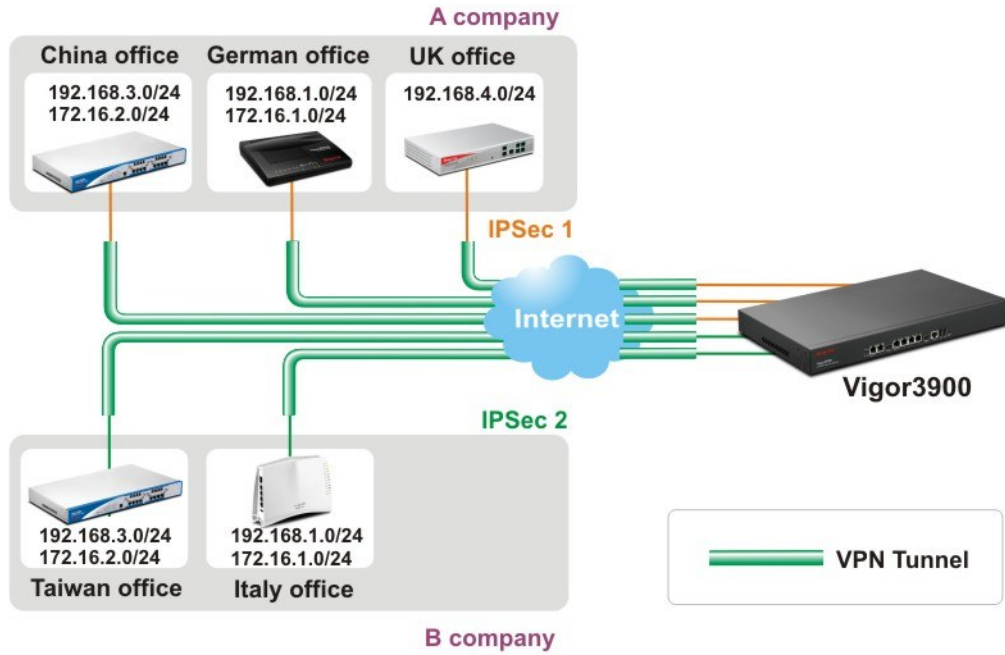 A company
China office
192.168.3.0/24
172.16.2.0/24
German office
192.168.1.0/24
172.16.1.0/24
UK office
192.168.4.0/24
IPSec 1
Internet
Vigor3900
IPSec 2
192.168.3.0/24
172.16.2.0/24
Taiwan office
192.168.1.0/24
172.16.1.0/24
Italy office
VPN Tunnel
B company